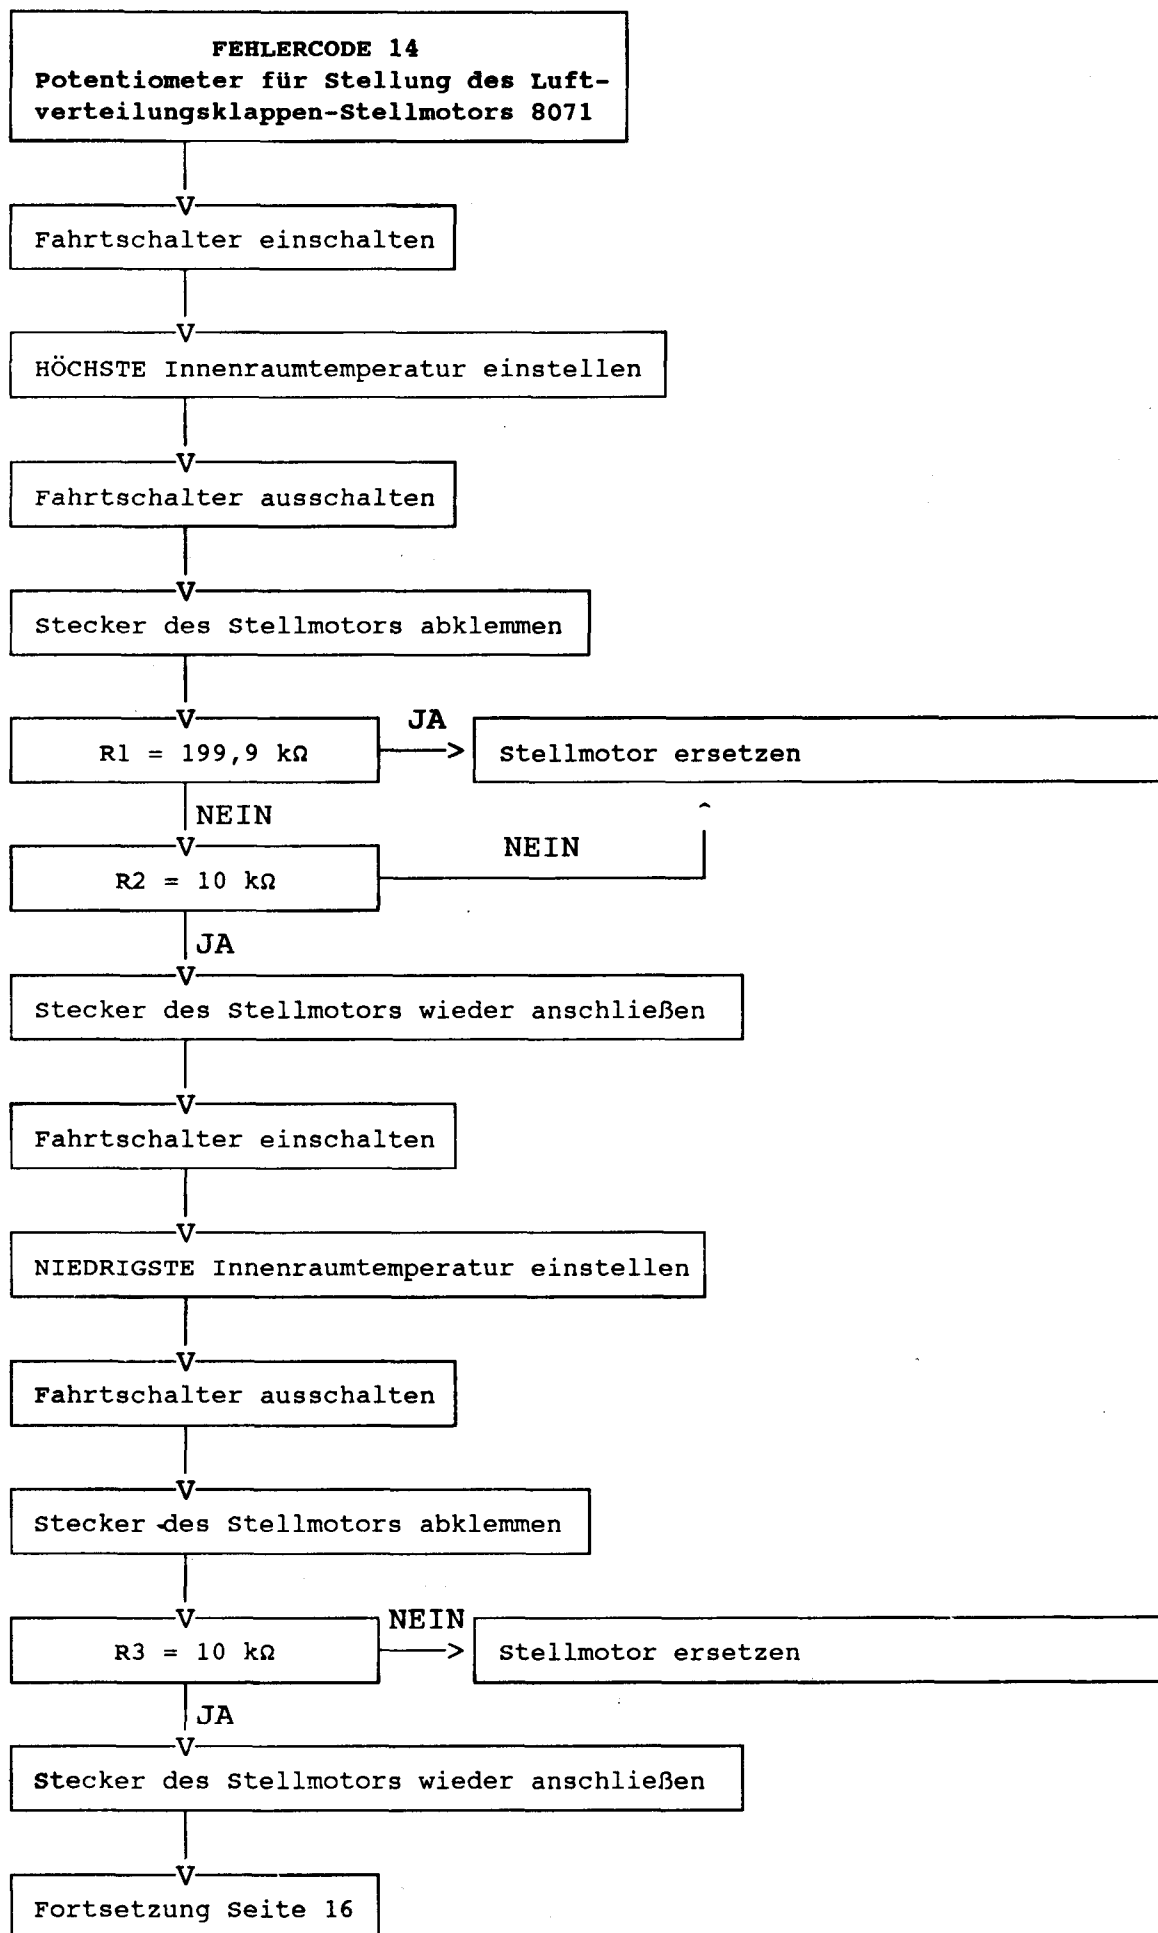 FEHLERCODE 14
Potentiometer für Stellung des Luft-
verteilungsklappen-Stellmotors 8071
V
Fahrtschalter einschalten
V
HÖCHSTE Innenraumtemperatur einstellen
V
Fahrtschalter ausschalten
V
Stecker des Stellmotors abklemmen
V
JA
R1 = 199,9 kΩ
> Stellmotor ersetzen
NEIN
^
V
NEIN
R2 = 10 kΩ
JA
V
Stecker des Stellmotors wieder anschließen
V
Fahrtschalter einschalten
V
NIEDRIGSTE Innenraumtemperatur einstellen
V
Fahrtschalter ausschalten
V
Stecker des Stellmotors abklemmen
V
NEIN
R3 = 10 kΩ
> Stellmotor ersetzen
JA
V
Stecker des Stellmotors wieder anschließen
V
Fortsetzung Seite 16